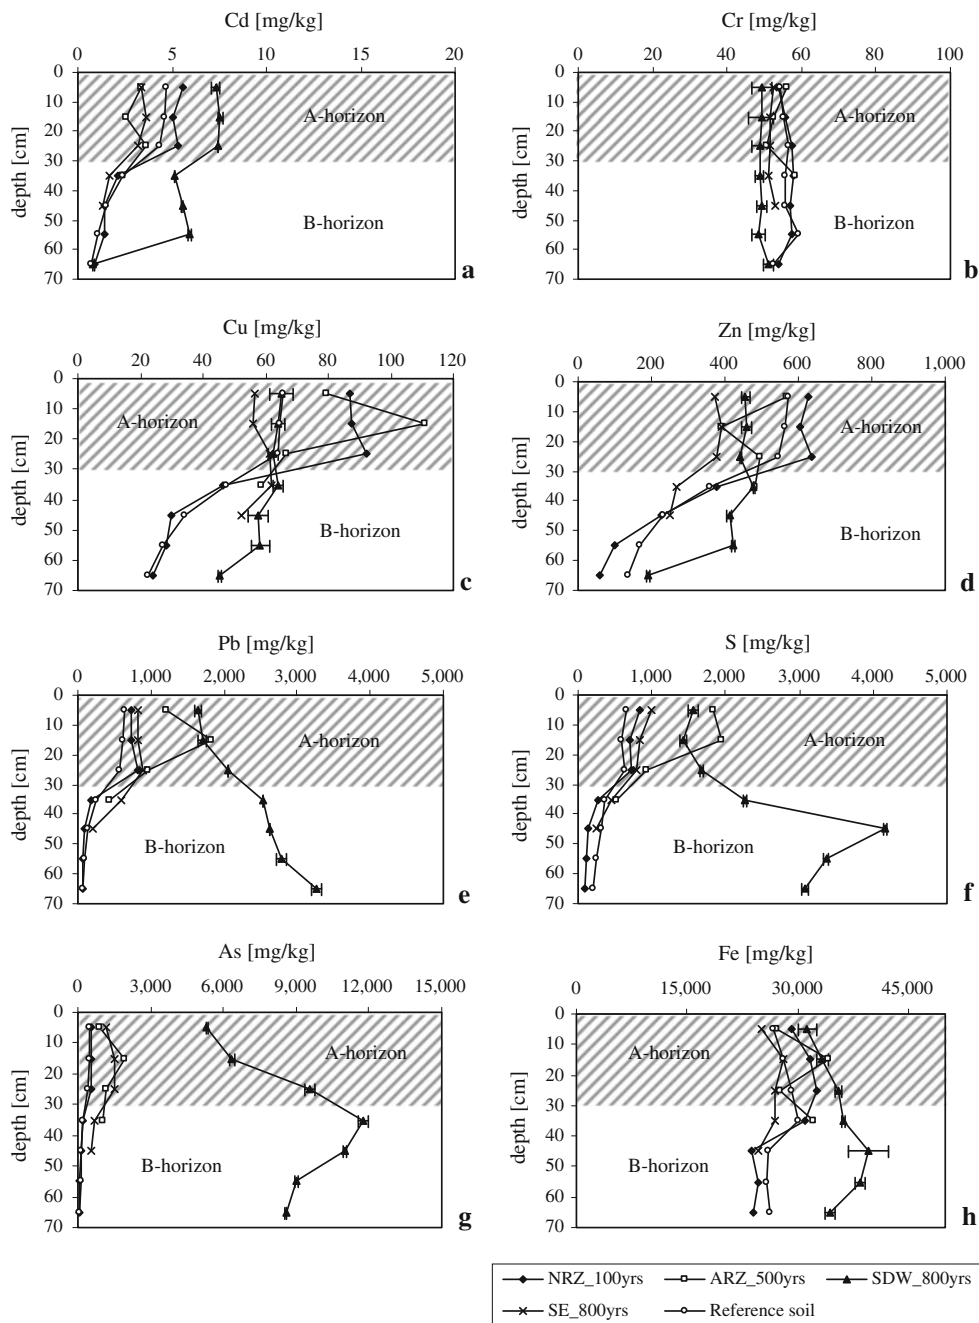 Cd [mg/kg]
0 5 10 15 20
0
10
20
30
40
50
60
70
depth [cm]
A-horizon
B-horizon
a
Cr [mg/kg]
0 20 40 60 80 100
0
10
20
30
40
50
60
70
depth [cm]
A-horizon
B-horizon
b
Cu [mg/kg]
0 20 40 60 80 100 120
0
10
20
30
40
50
60
70
depth [cm]
A-horizon
B-horizon
c
Zn [mg/kg]
0 200 400 600 800 1,000
0
10
20
30
40
50
60
70
depth [cm]
A-horizon
B-horizon
d
Pb [mg/kg]
0 1,000 2,000 3,000 4,000 5,000
0
10
20
30
40
50
60
70
depth [cm]
A-horizon
B-horizon
e
S [mg/kg]
0 1,000 2,000 3,000 4,000 5,000
0
10
20
30
40
50
60
70
depth [cm]
A-horizon
B-horizon
f
As [mg/kg]
0 3,000 6,000 9,000 12,000 15,000
0
10
20
30
40
50
60
70
depth [cm]
A-horizon
B-horizon
g
Fe [mg/kg]
15,000 30,000 45,000
0
10
20
30
40
50
60
70
depth [cm]
A-horizon
B-horizon
h
NRZ_100yrs ARZ_500yrs SDW_800yrs
SE_800yrs Reference soil